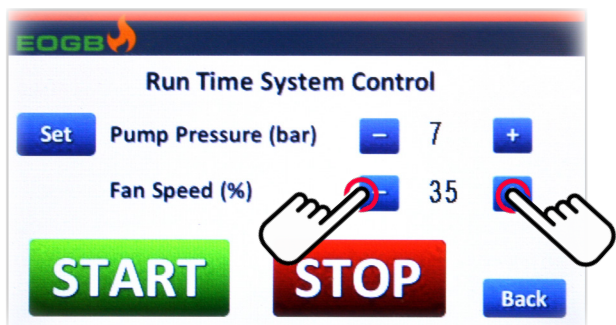 EOGB
Run Time System Control
Set Pump Pressure (bar) − 7 +
Fan Speed (%) − 35
START STOP Back